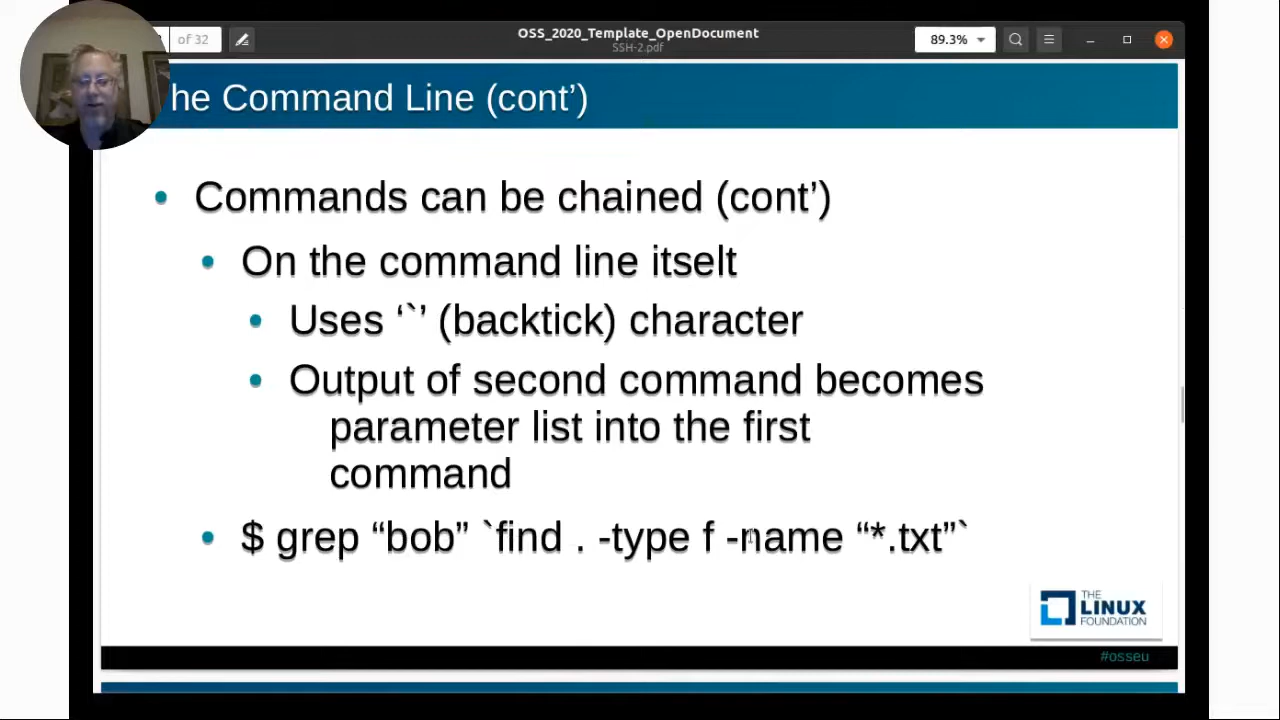 of 32
OSS_2020_Template_OpenDocument
SSH-2.pdf
89.3%
he Command Line (cont’)
• Commands can be chained (cont’)
• On the command line itselt
• Uses ‘`’ (backtick) character
• Output of second command becomes
parameter list into the first
command
• $ grep “bob” `find . -type f -name “*.txt”`
THE
LINUX
FOUNDATION
#osseu